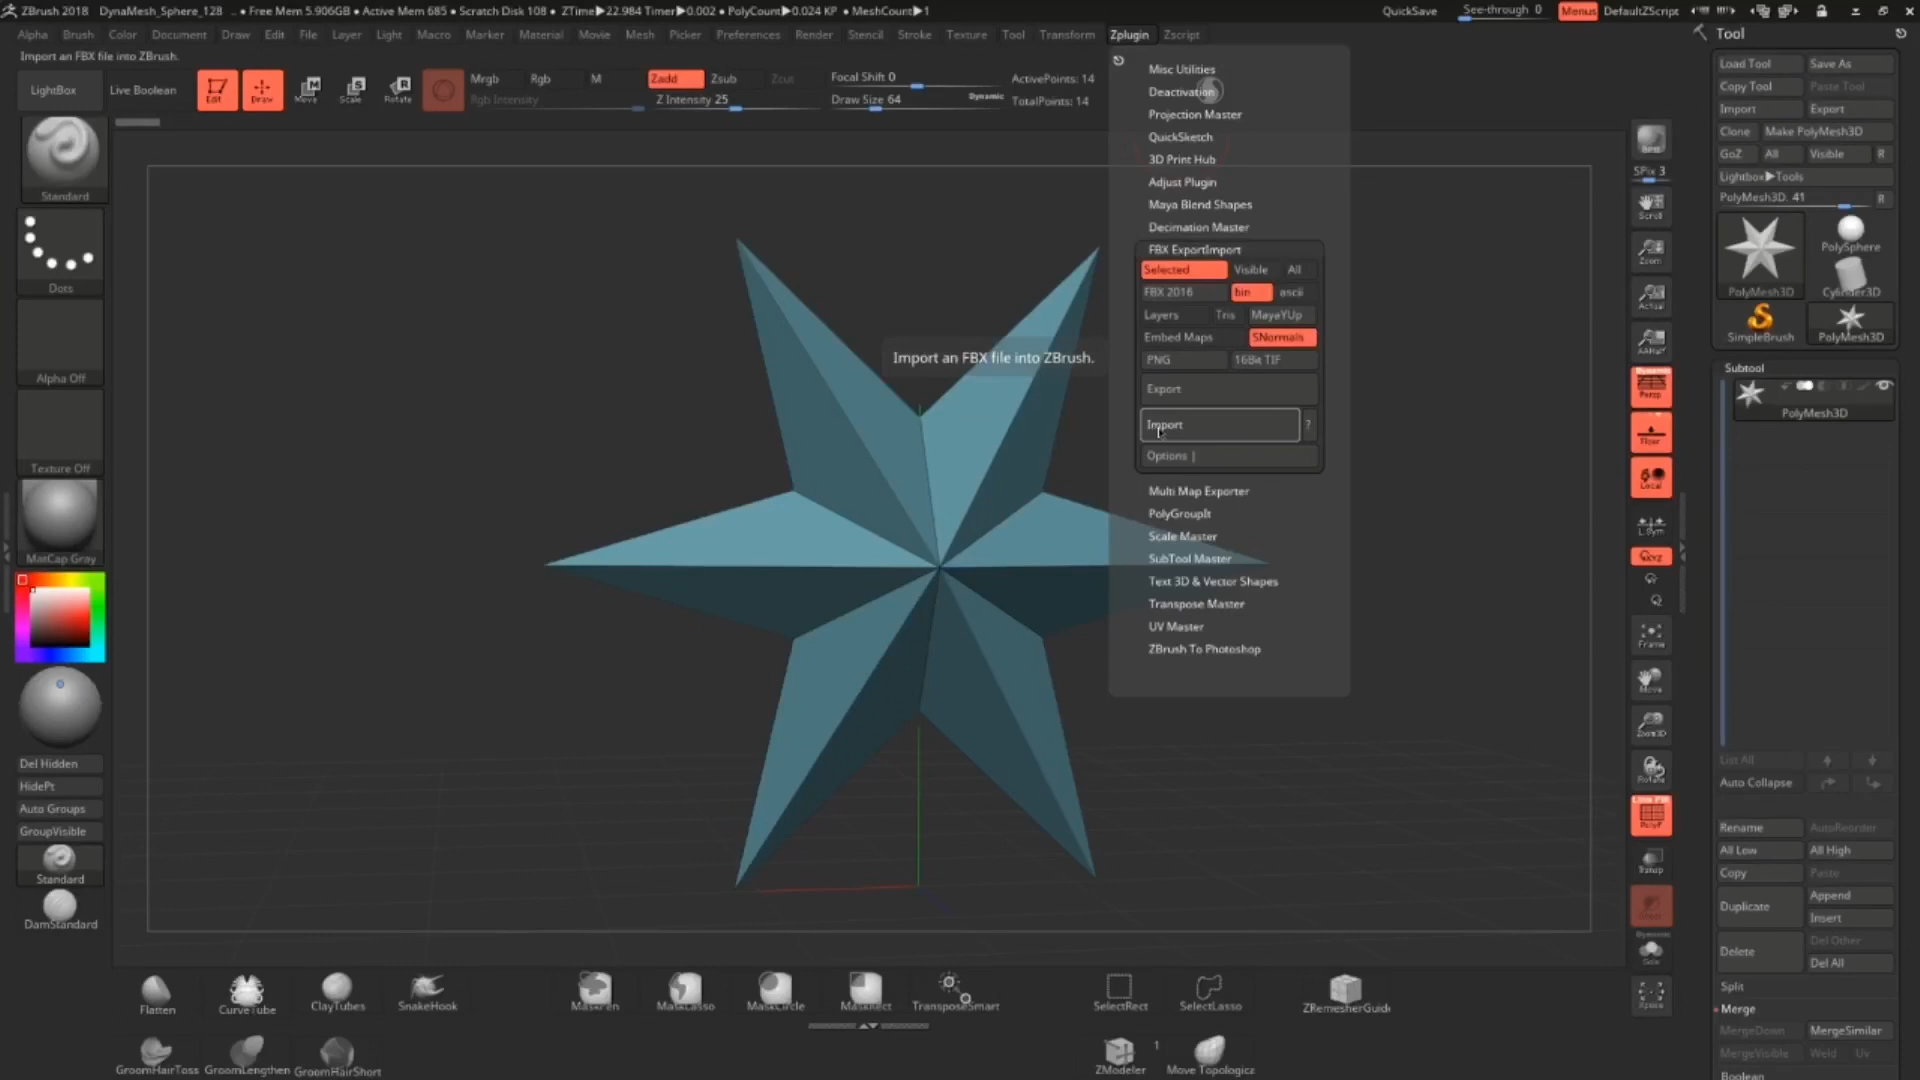 ZBrush 2018 DynaMesh_Sphere_128 .. • Free Mem 5.906GB • Active Mem 685 • Scratch Disk 108 • ZTime▶22.984 Timer▶0.002 • PolyCount▶0.024 KP • MeshCount▶1
QuickSave See-through 0 Menus DefaultZScript
Alpha Brush Color Document Draw Edit File Layer Light Macro Marker Material Movie Mesh Picker Preferences Render Stencil Stroke Texture Tool Transform Zplugin Zscript
Import an FBX file into ZBrush.
LightBox
Live Boolean
Edit
Draw
Move
Scale
Rotate
Mrgb Rgb M
Rgb Intensity
Zadd Zsub Zcut
Z Intensity 25
Focal Shift 0
Draw Size 64
Dynamic
ActivePoints: 14
TotalPoints: 14
Standard
Dots
Alpha Off
Texture Off
MatCap Gray
Del Hidden
HidePt
Auto Groups
GroupVisible
Standard
DamStandard
Import an FBX file into ZBrush.
Misc Utilities
Deactivation
Projection Master
QuickSketch
3D Print Hub
Adjust Plugin
Maya Blend Shapes
Decimation Master
FBX ExportImport
Selected Visible All
FBX 2016 bin ascii
Layers Tris MayaYUp
Embed Maps SNormals
PNG 16Bit TIF
Export
Import ?
Options |
Multi Map Exporter
PolyGroupIt
Scale Master
SubTool Master
Text 3D & Vector Shapes
Transpose Master
UV Master
ZBrush To Photoshop
SPix 3
Scroll
Zoom
Actual
AAHalf
Dynamic
Persp
Floor
Local
L.Sym
Frame
Move
Zoom3D
Rotate
Line Fill
PolyF
Transp
Dynamic
Solo
Xpose
Tool
Load Tool Save As
Copy Tool Paste Tool
Import Export
Clone Make PolyMesh3D
GoZ All Visible R
Lightbox▶Tools
PolyMesh3D. 41 R
PolyMesh3D
PolySphere
Cylinder3D
SimpleBrush
PolyMesh3D
Subtool
PolyMesh3D
List All
Auto Collapse
Rename AutoReorder
All Low All High
Copy Paste
Duplicate
Append
Insert
Delete
Del Other
Del All
Split
Merge
MergeDown MergeSimilar
MergeVisible Weld Uv
Boolean
Flatten CurveTube ClayTubes SnakeHook MaskPen MaskLasso MaskCircle MaskRect TransposeSmart SelectRect SelectLasso ZRemesherGuide
GroomHairToss GroomLengthen GroomHairShort ZModeler 1 Move Topologic